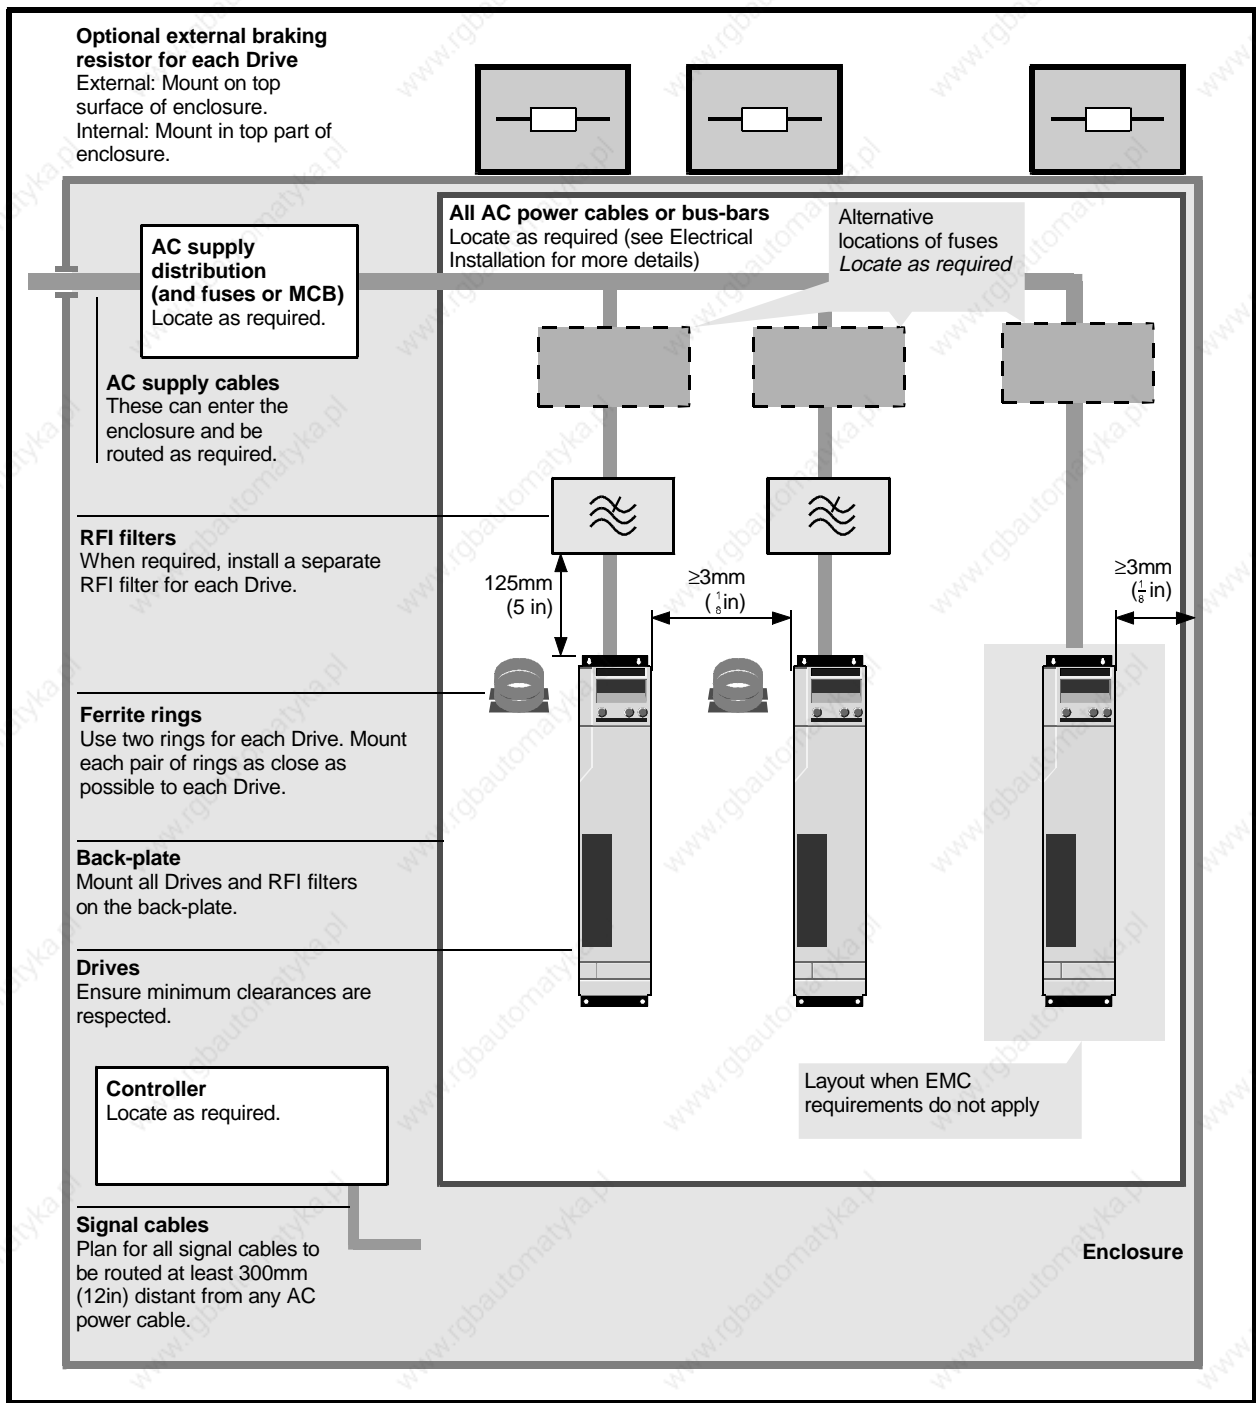 Optional external braking
resistor for each Drive
External: Mount on top
surface of enclosure.
Internal: Mount in top part of
enclosure.
All AC power cables or bus-bars
Locate as required (see Electrical
Installation for more details)
Alternative
locations of fuses
Locate as required
AC supply
distribution
(and fuses or MCB)
Locate as required.
AC supply cables
These can enter the
enclosure and be
routed as required.
RFI filters
When required, install a separate
RFI filter for each Drive.
125mm
(5 in)
≥3mm
(1/8in)
≥3mm
(1/8in)
Ferrite rings
Use two rings for each Drive. Mount
each pair of rings as close as
possible to each Drive.
Back-plate
Mount all Drives and RFI filters
on the back-plate.
Drives
Ensure minimum clearances are
respected.
Layout when EMC
requirements do not apply
Controller
Locate as required.
Signal cables
Plan for all signal cables to
be routed at least 300mm
(12in) distant from any AC
power cable.
Enclosure
www.rgbautomatyka.pl